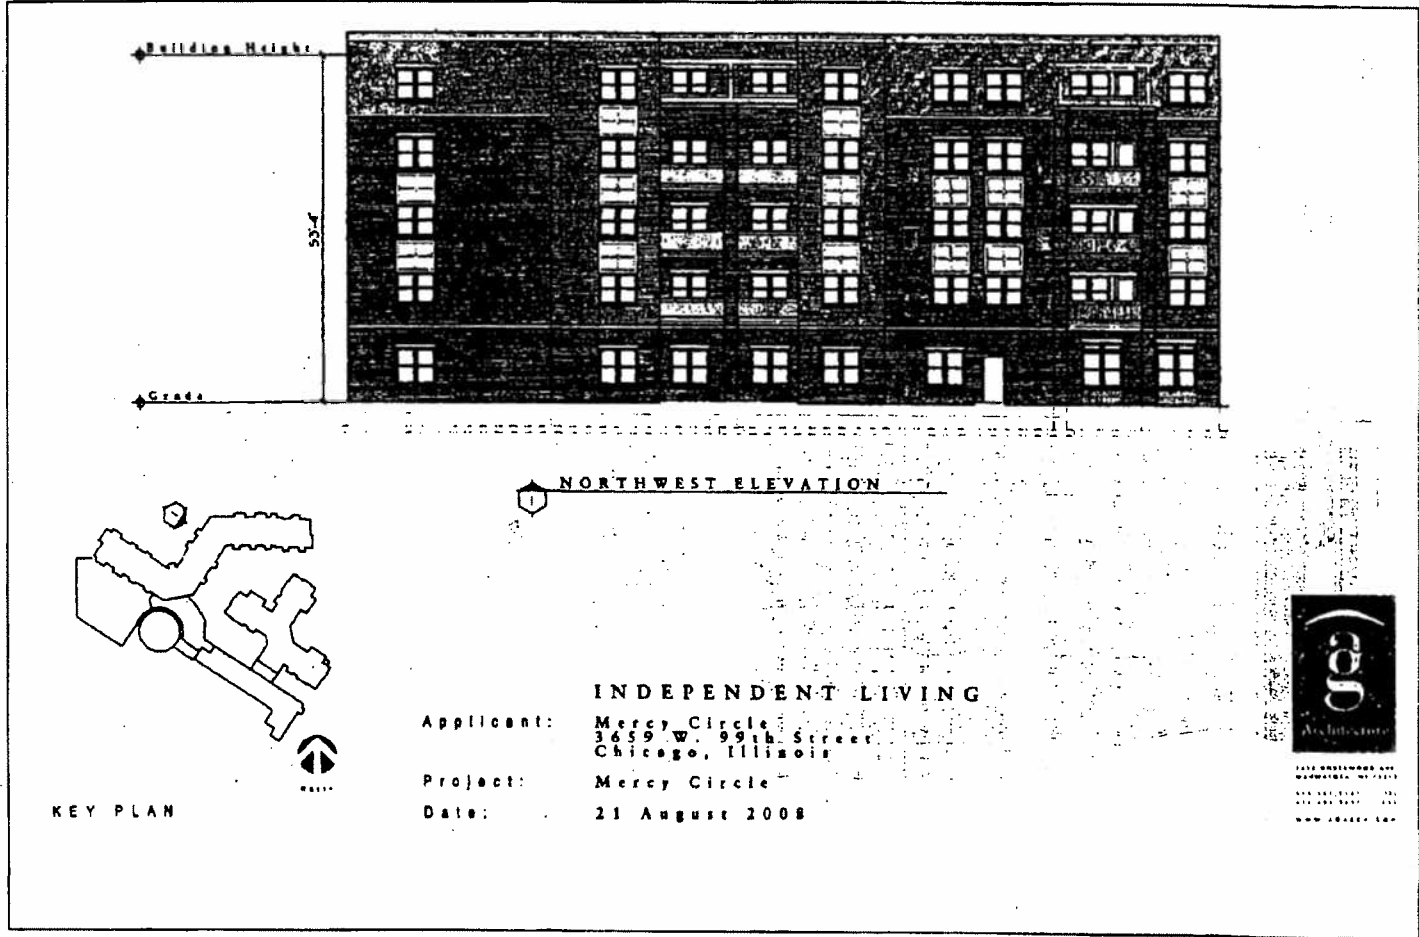 Building Height
53'-4"
Grade
NORTHWEST ELEVATION
1
INDEPENDENT LIVING
Applicant: Mercy Circle
3659 W. 99th Street
Chicago, Illinois
Project: Mercy Circle
Date: 21 August 2008
KEY PLAN
ag
Architecture